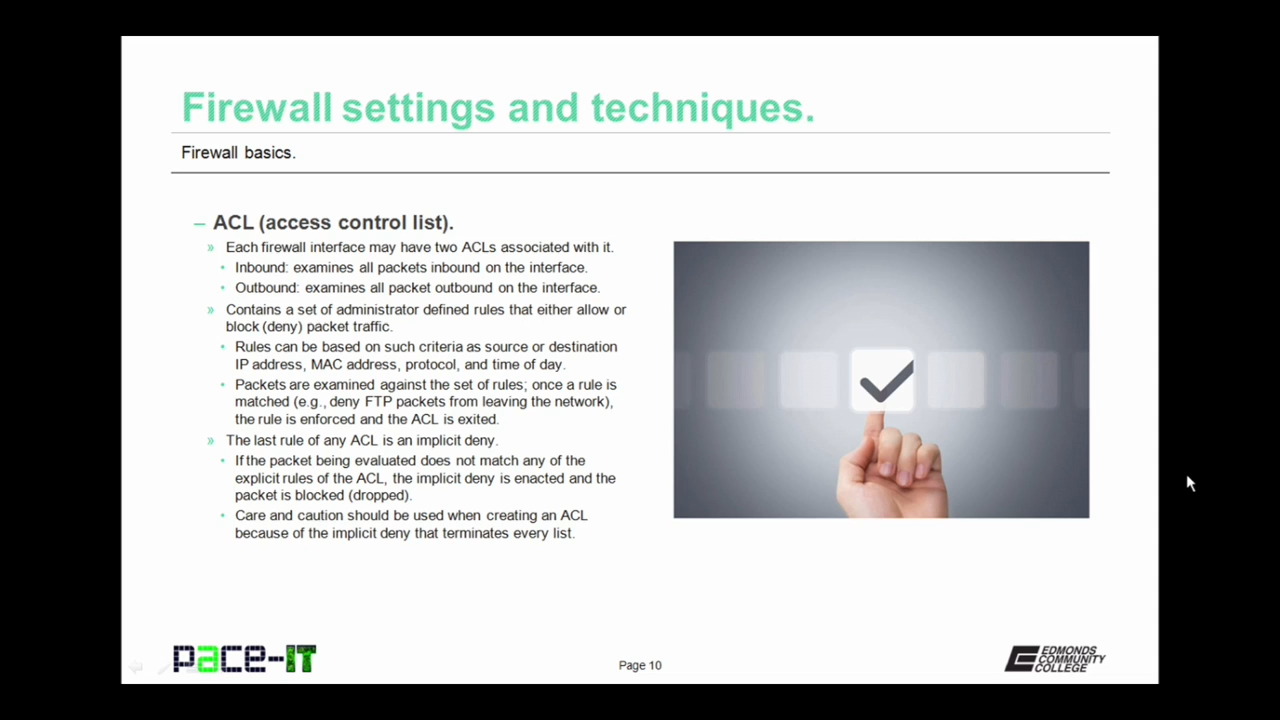 Firewall settings and techniques.
Firewall basics.
– ACL (access control list).
» Each firewall interface may have two ACLs associated with it.
• Inbound: examines all packets inbound on the interface.
• Outbound: examines all packet outbound on the interface.
» Contains a set of administrator defined rules that either allow or
block (deny) packet traffic.
• Rules can be based on such criteria as source or destination
IP address, MAC address, protocol, and time of day.
• Packets are examined against the set of rules; once a rule is
matched (e.g., deny FTP packets from leaving the network),
the rule is enforced and the ACL is exited.
» The last rule of any ACL is an implicit deny.
• If the packet being evaluated does not match any of the
explicit rules of the ACL, the implicit deny is enacted and the
packet is blocked (dropped).
• Care and caution should be used when creating an ACL
because of the implicit deny that terminates every list.
pace-IT
Page 10
EDMONDS
COMMUNITY
COLLEGE